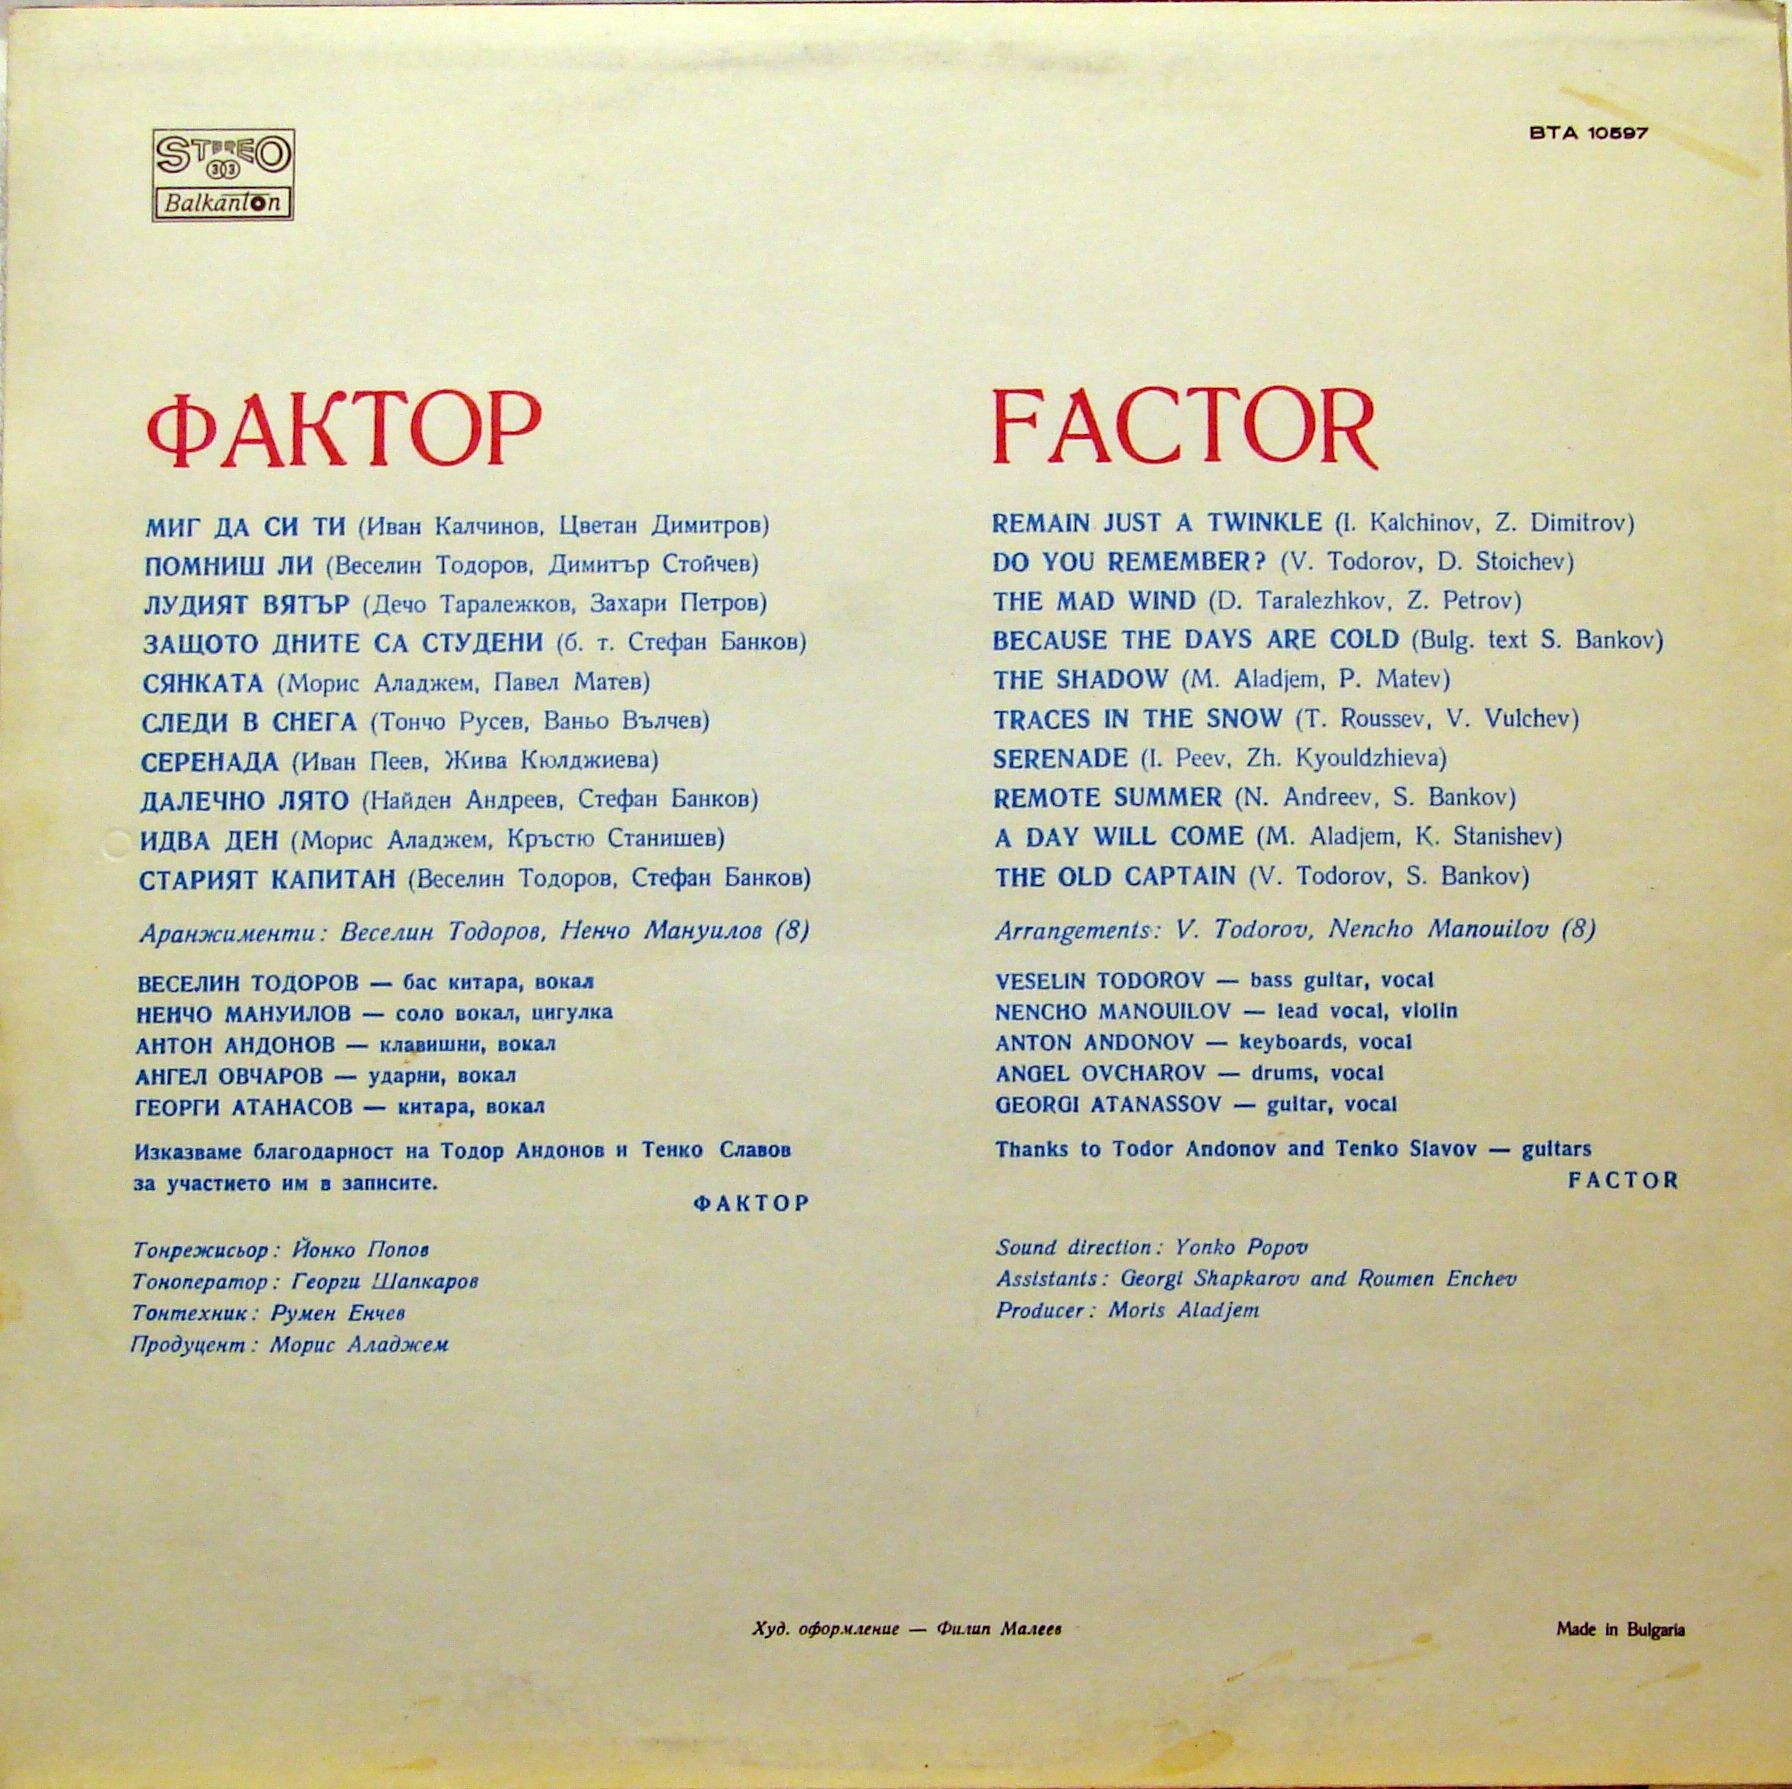 STEREO
33
Balkanton
ВТА 10597
ФАКТОР
МИГ ДА СИ ТИ (Иван Калчинов, Цветан Димитров)
ПОМНИШ ЛИ (Веселин Тодоров, Димитър Стойчев)
ЛУДИЯТ ВЯТЪР (Дечо Таралежков, Захари Петров)
ЗАЩОТО ДНИТЕ СА СТУДЕНИ (б. т. Стефан Банков)
СЯНКАТА (Морис Аладжем, Павел Матев)
СЛЕДИ В СНЕГА (Тончо Русев, Ваньо Вълчев)
СЕРЕНАДА (Иван Пеев, Жива Кюлджиева)
ДАЛЕЧНО ЛЯТО (Найден Андреев, Стефан Банков)
ИДВА ДЕН (Морис Аладжем, Кръстю Станишев)
СТАРИЯТ КАПИТАН (Веселин Тодоров, Стефан Банков)
Аранжименти: Веселин Тодоров, Ненчо Мануилов (8)
ВЕСЕЛИН ТОДОРОВ — бас китара, вокал
НЕНЧО МАНУИЛОВ — соло вокал, цигулка
АНТОН АНДОНОВ — клавишни, вокал
АНГЕЛ ОВЧАРОВ — ударни, вокал
ГЕОРГИ АТАНАСОВ — китара, вокал
Изказваме благодарност на Тодор Андонов и Тенко Славов
за участието им в записите.
ФАКТОР
Тонрежисьор: Йонко Попов
Тоноператор: Георги Шапкаров
Тонтехник: Румен Енчев
Продуцент: Морис Аладжем
FACTOR
REMAIN JUST A TWINKLE (I. Kalchinov, Z. Dimitrov)
DO YOU REMEMBER? (V. Todorov, D. Stoichev)
THE MAD WIND (D. Taralezhkov, Z. Petrov)
BECAUSE THE DAYS ARE COLD (Bulg. text S. Bankov)
THE SHADOW (M. Aladjem, P. Matev)
TRACES IN THE SNOW (T. Roussev, V. Vulchev)
SERENADE (I. Peev, Zh. Kyouldzhieva)
REMOTE SUMMER (N. Andreev, S. Bankov)
A DAY WILL COME (M. Aladjem, K. Stanishev)
THE OLD CAPTAIN (V. Todorov, S. Bankov)
Arrangements: V. Todorov, Nencho Manouilov (8)
VESELIN TODOROV — bass guitar, vocal
NENCHO MANOUILOV — lead vocal, violin
ANTON ANDONOV — keyboards, vocal
ANGEL OVCHAROV — drums, vocal
GEORGI ATANASSOV — guitar, vocal
Thanks to Todor Andonov and Tenko Slavov — guitars
FACTOR
Sound direction: Yonko Popov
Assistants: Georgi Shapkarov and Roumen Enchev
Producer: Moris Aladjem
Худ. оформление — Филип Малеев
Made in Bulgaria